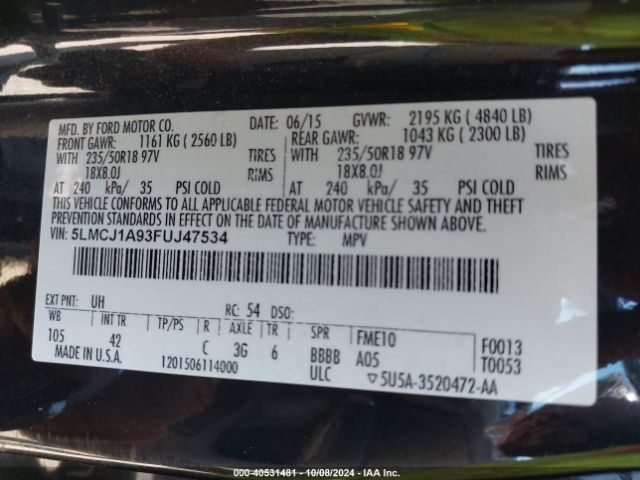 MFD. BY FORD MOTOR CO. DATE: 06/15 GVWR: 2195 KG ( 4840 LB)
FRONT GAWR: 1161 KG ( 2560 LB) REAR GAWR: 1043 KG ( 2300 LB)
WITH 235/50R18 97V TIRES WITH 235/50R18 97V TIRES
18X8.0J RIMS 18X8.0J RIMS
AT 240 kPa/ 35 PSI COLD AT 240 kPa/ 35 PSI COLD
THIS VEHICLE CONFORMS TO ALL APPLICABLE FEDERAL MOTOR VEHICLE SAFETY AND THEFT
PREVENTION STANDARDS IN EFFECT ON THE DATE OF MANUFACTURE SHOWN ABOVE.
VIN: 5LMCJ1A93FUJ47534 TYPE: MPV
EXT PNT: UH RC: 54 DSO:
WB INT TR TP/PS R AXLE TR SPR FME10 F0013
105 42 C 3G 6 BBBB A05 T0053
MADE IN U.S.A. 1201506114000 ULC ▽5U5A-3520472-AA
000-40531481 - 10/08/2024 - IAA Inc.